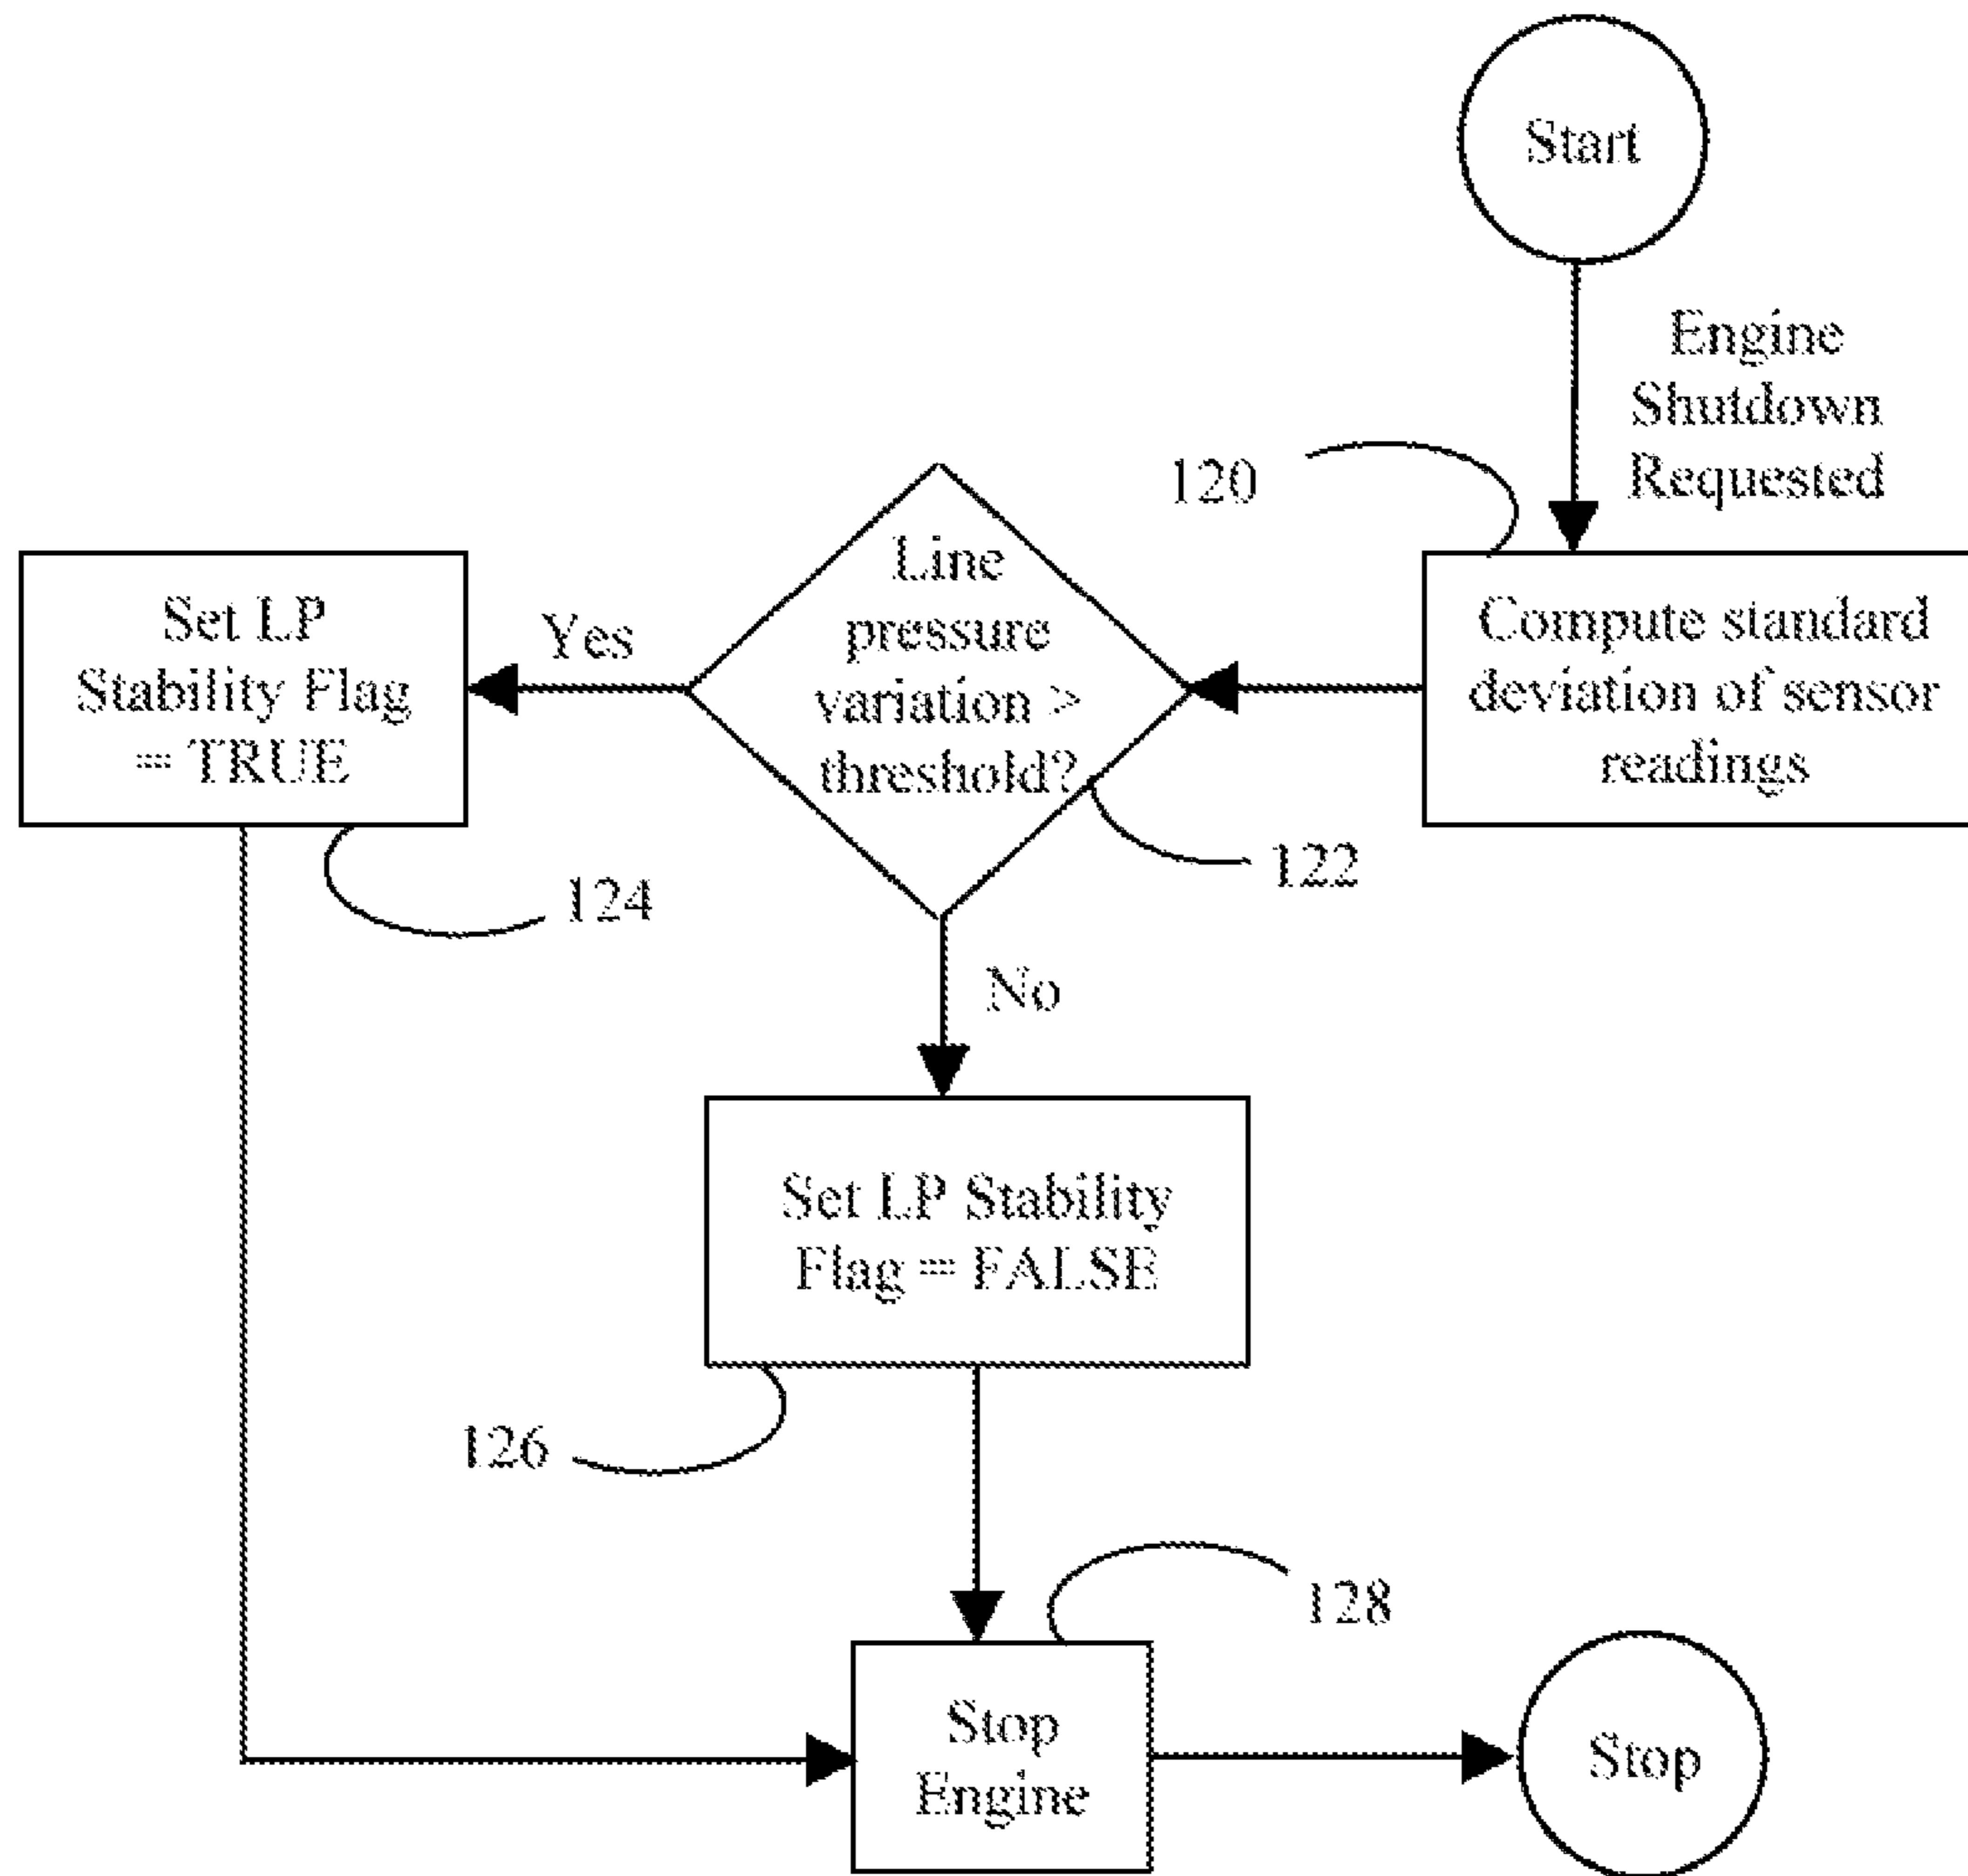 Start
Engine
Shutdown
Requested
120
Compute standard
deviation of sensor
readings
Line
pressure
variation >
threshold?
122
Yes
Set LP
Stability Flag
= TRUE
124
No
Set LP Stability
Flag = FALSE
126
128
Stop
Engine
Stop